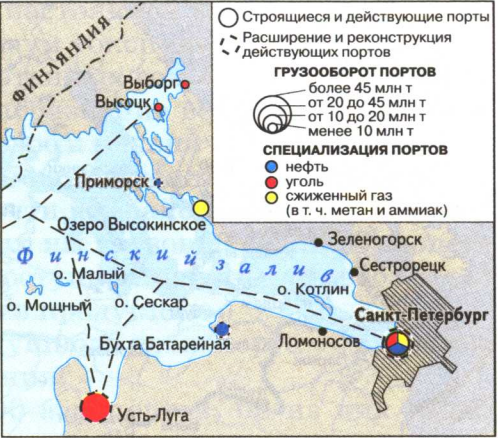 Строящиеся и действующие порты
Расширение и реконструкция
действующих портов
ГРУЗООБОРОТ ПОРТОВ
более 45 млн т
от 20 до 45 млн т
от 10 до 20 млн т
менее 10 млн т
СПЕЦИАЛИЗАЦИЯ ПОРТОВ
нефть
уголь
сжиженный газ
(в т. ч. метан и аммиак)
ФИНЛЯНДИЯ
Выборг
Высоцк
Приморск
Озеро Высокинское
Финский залив
Зеленогорск
Сестрорецк
о. Малый
о. Котлин
о. Мощный
о. Сескар
Санкт-Петербург
Бухта Батарейная
Ломоносов
Усть-Луга